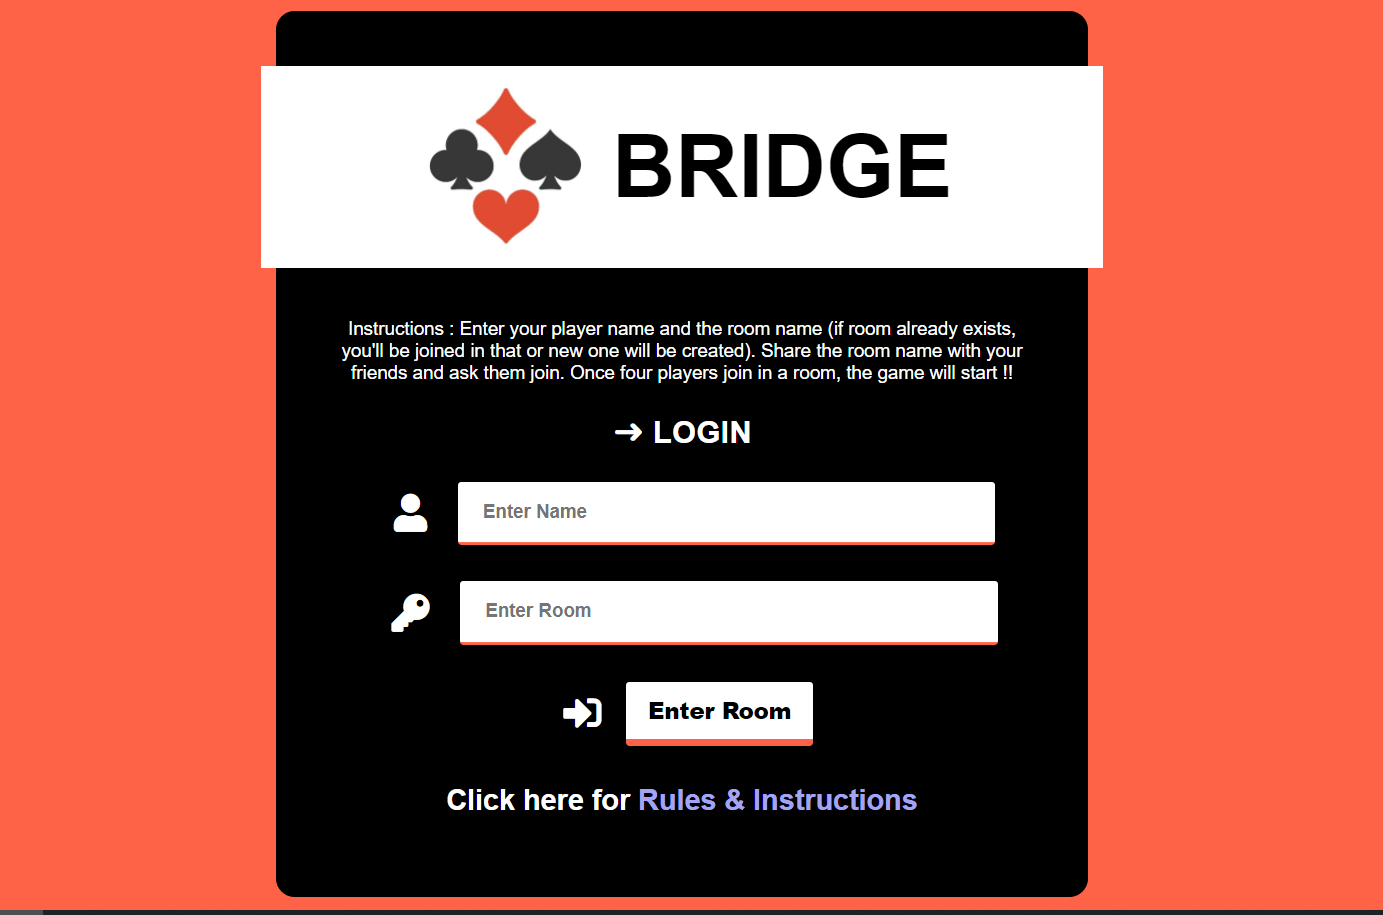 BRIDGE
Instructions : Enter your player name and the room name (if room already exists,
you'll be joined in that or new one will be created). Share the room name with your
friends and ask them join. Once four players join in a room, the game will start !!
➜ LOGIN
Enter Name
Enter Room
Enter Room
Click here for Rules & Instructions